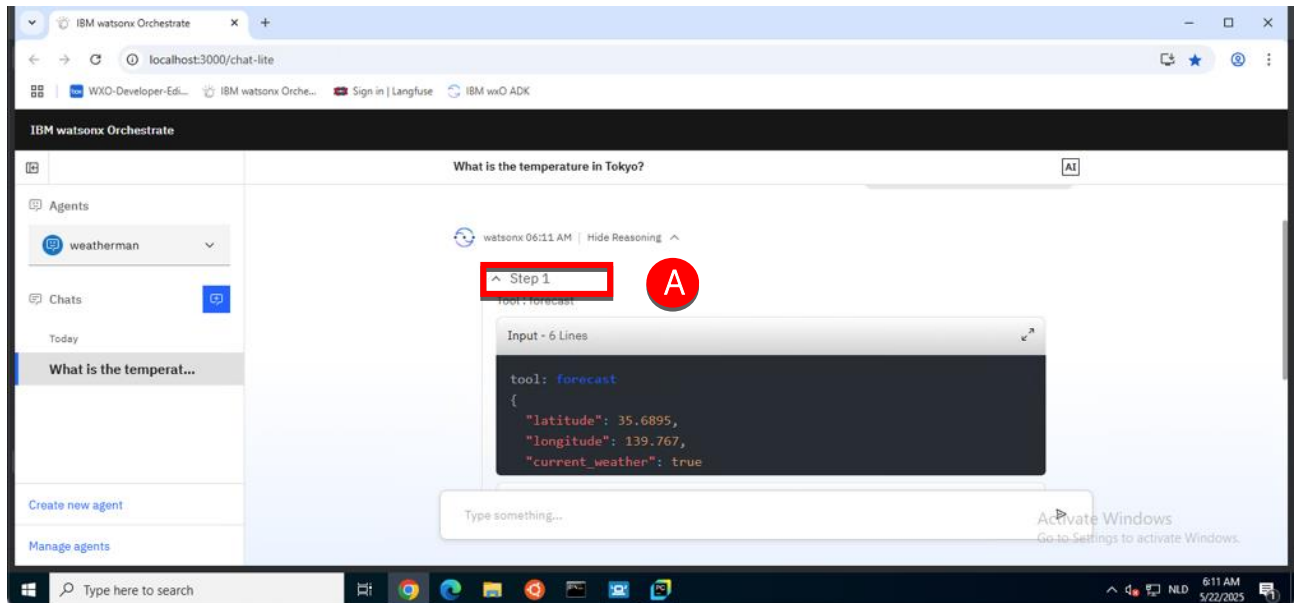 IBM watsonx Orchestrate
localhost:3000/chat-lite
WXO-Developer-Edi... IBM watsonx Orche... Sign in | Langfuse IBM wxO ADK
IBM watsonx Orchestrate
What is the temperature in Tokyo?
AI
Agents
weatherman
watsonx 06:11 AM | Hide Reasoning
Step 1
A
Tool: forecast
Chats
Today
What is the temperat...
Input - 6 Lines
tool: forecast
{
"latitude": 35.6895,
"longitude": 139.767,
"current_weather": true
Create new agent
Manage agents
Type something...
Activate Windows
Go to Settings to activate Windows.
Type here to search
NLD
6:11 AM
5/22/2025